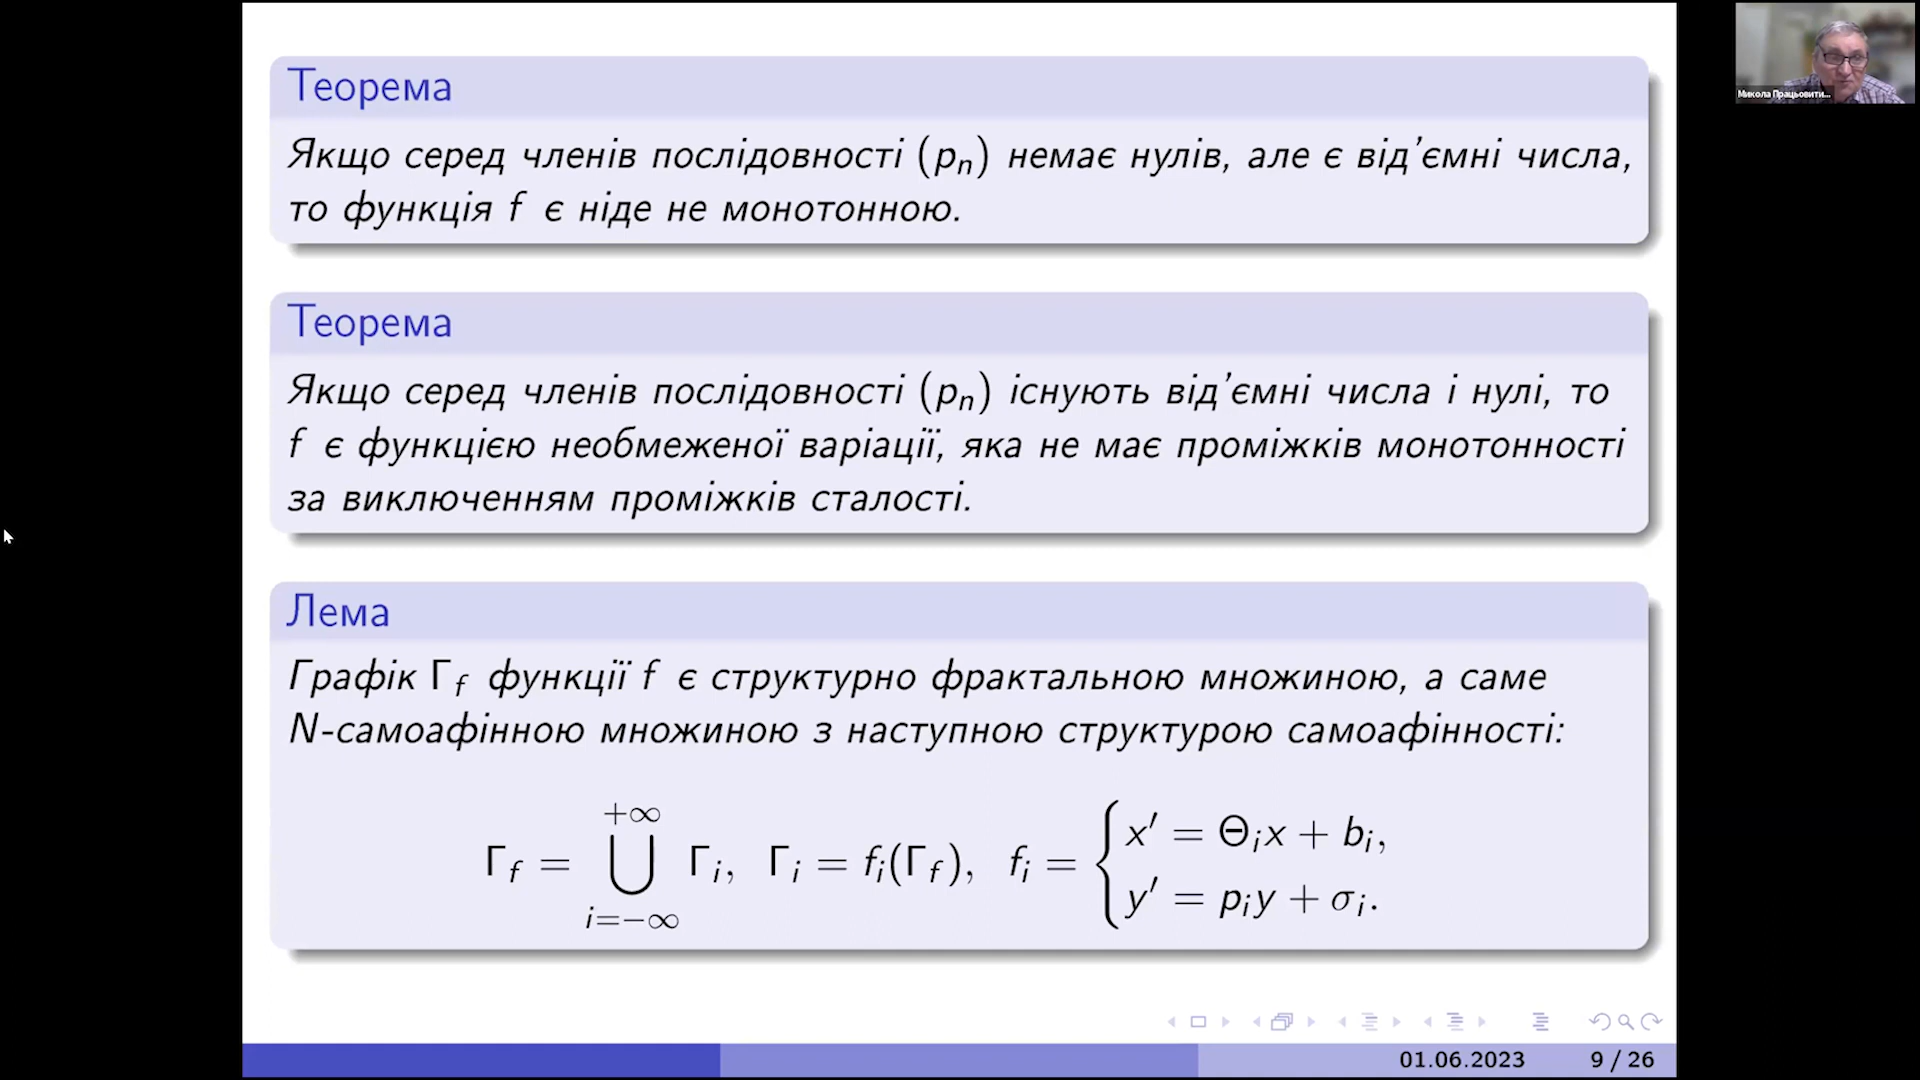 Теорема
Якщо серед членів послідовності (pₙ) немає нулів, але є від’ємні числа,
то функція f є ніде не монотонною.
Теорема
Якщо серед членів послідовності (pₙ) існують від’ємні числа і нулі, то
f є функцією необмеженої варіації, яка не має проміжків монотонності
за виключенням проміжків сталості.
Лема
Графік Γ_f функції f є структурно фрактальною множиною, а саме
N-самоафінною множиною з наступною структурою самоафінності:
Γ_f = ⋃_{i=−∞}^{+∞} Γ_i, Γ_i = f_i(Γ_f), f_i = { x′ = Θ_i x + b_i,
y′ = p_i y + σ_i.
01.06.2023 9 / 26
Микола Працьовити...